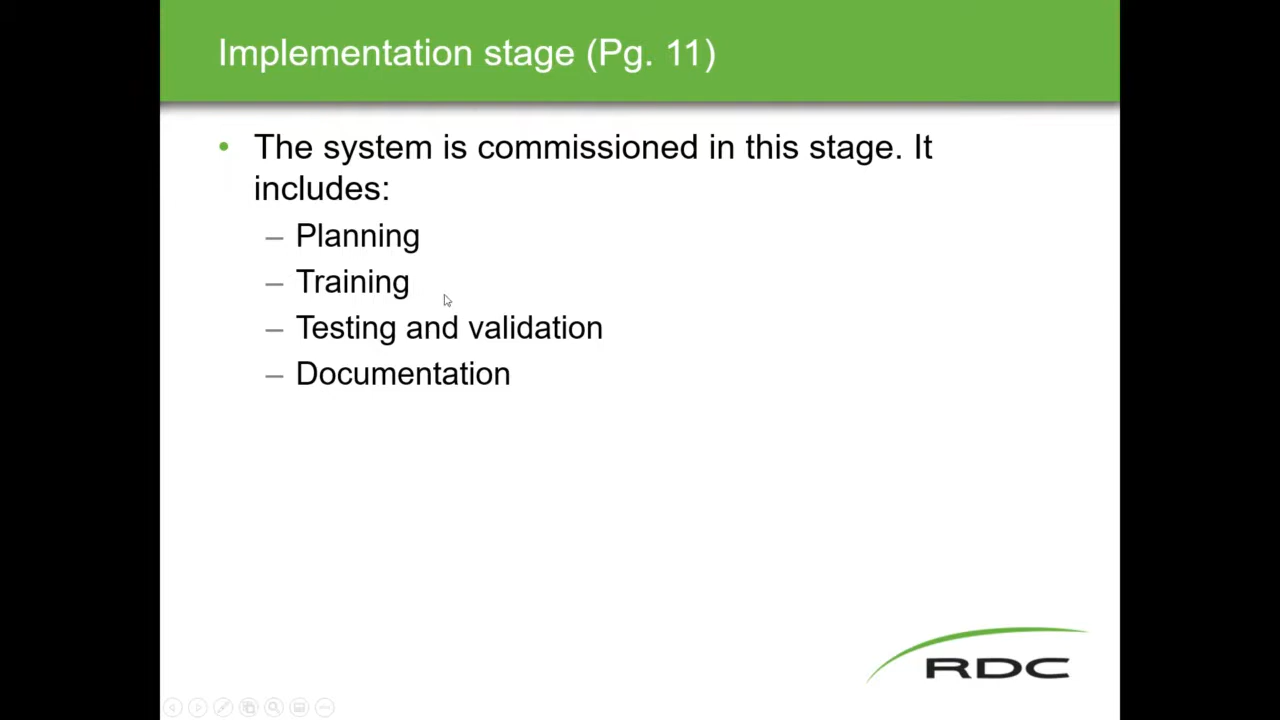 Implementation stage (Pg. 11)
• The system is commissioned in this stage. It
includes:
– Planning
– Training
– Testing and validation
– Documentation
RDC